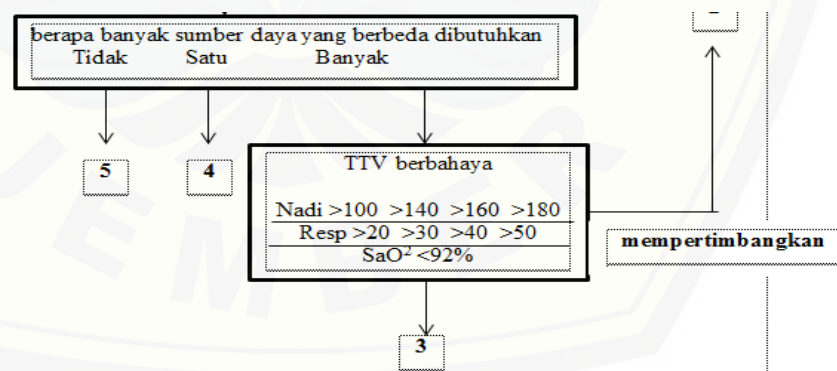 berapa banyak sumber daya yang berbeda dibutuhkan
Tidak Satu Banyak
5 4
TTV berbahaya
Nadi >100 >140 >160 >180
Resp >20 >30 >40 >50
SaO² <92%
mempertimbangkan
3
JEMBER